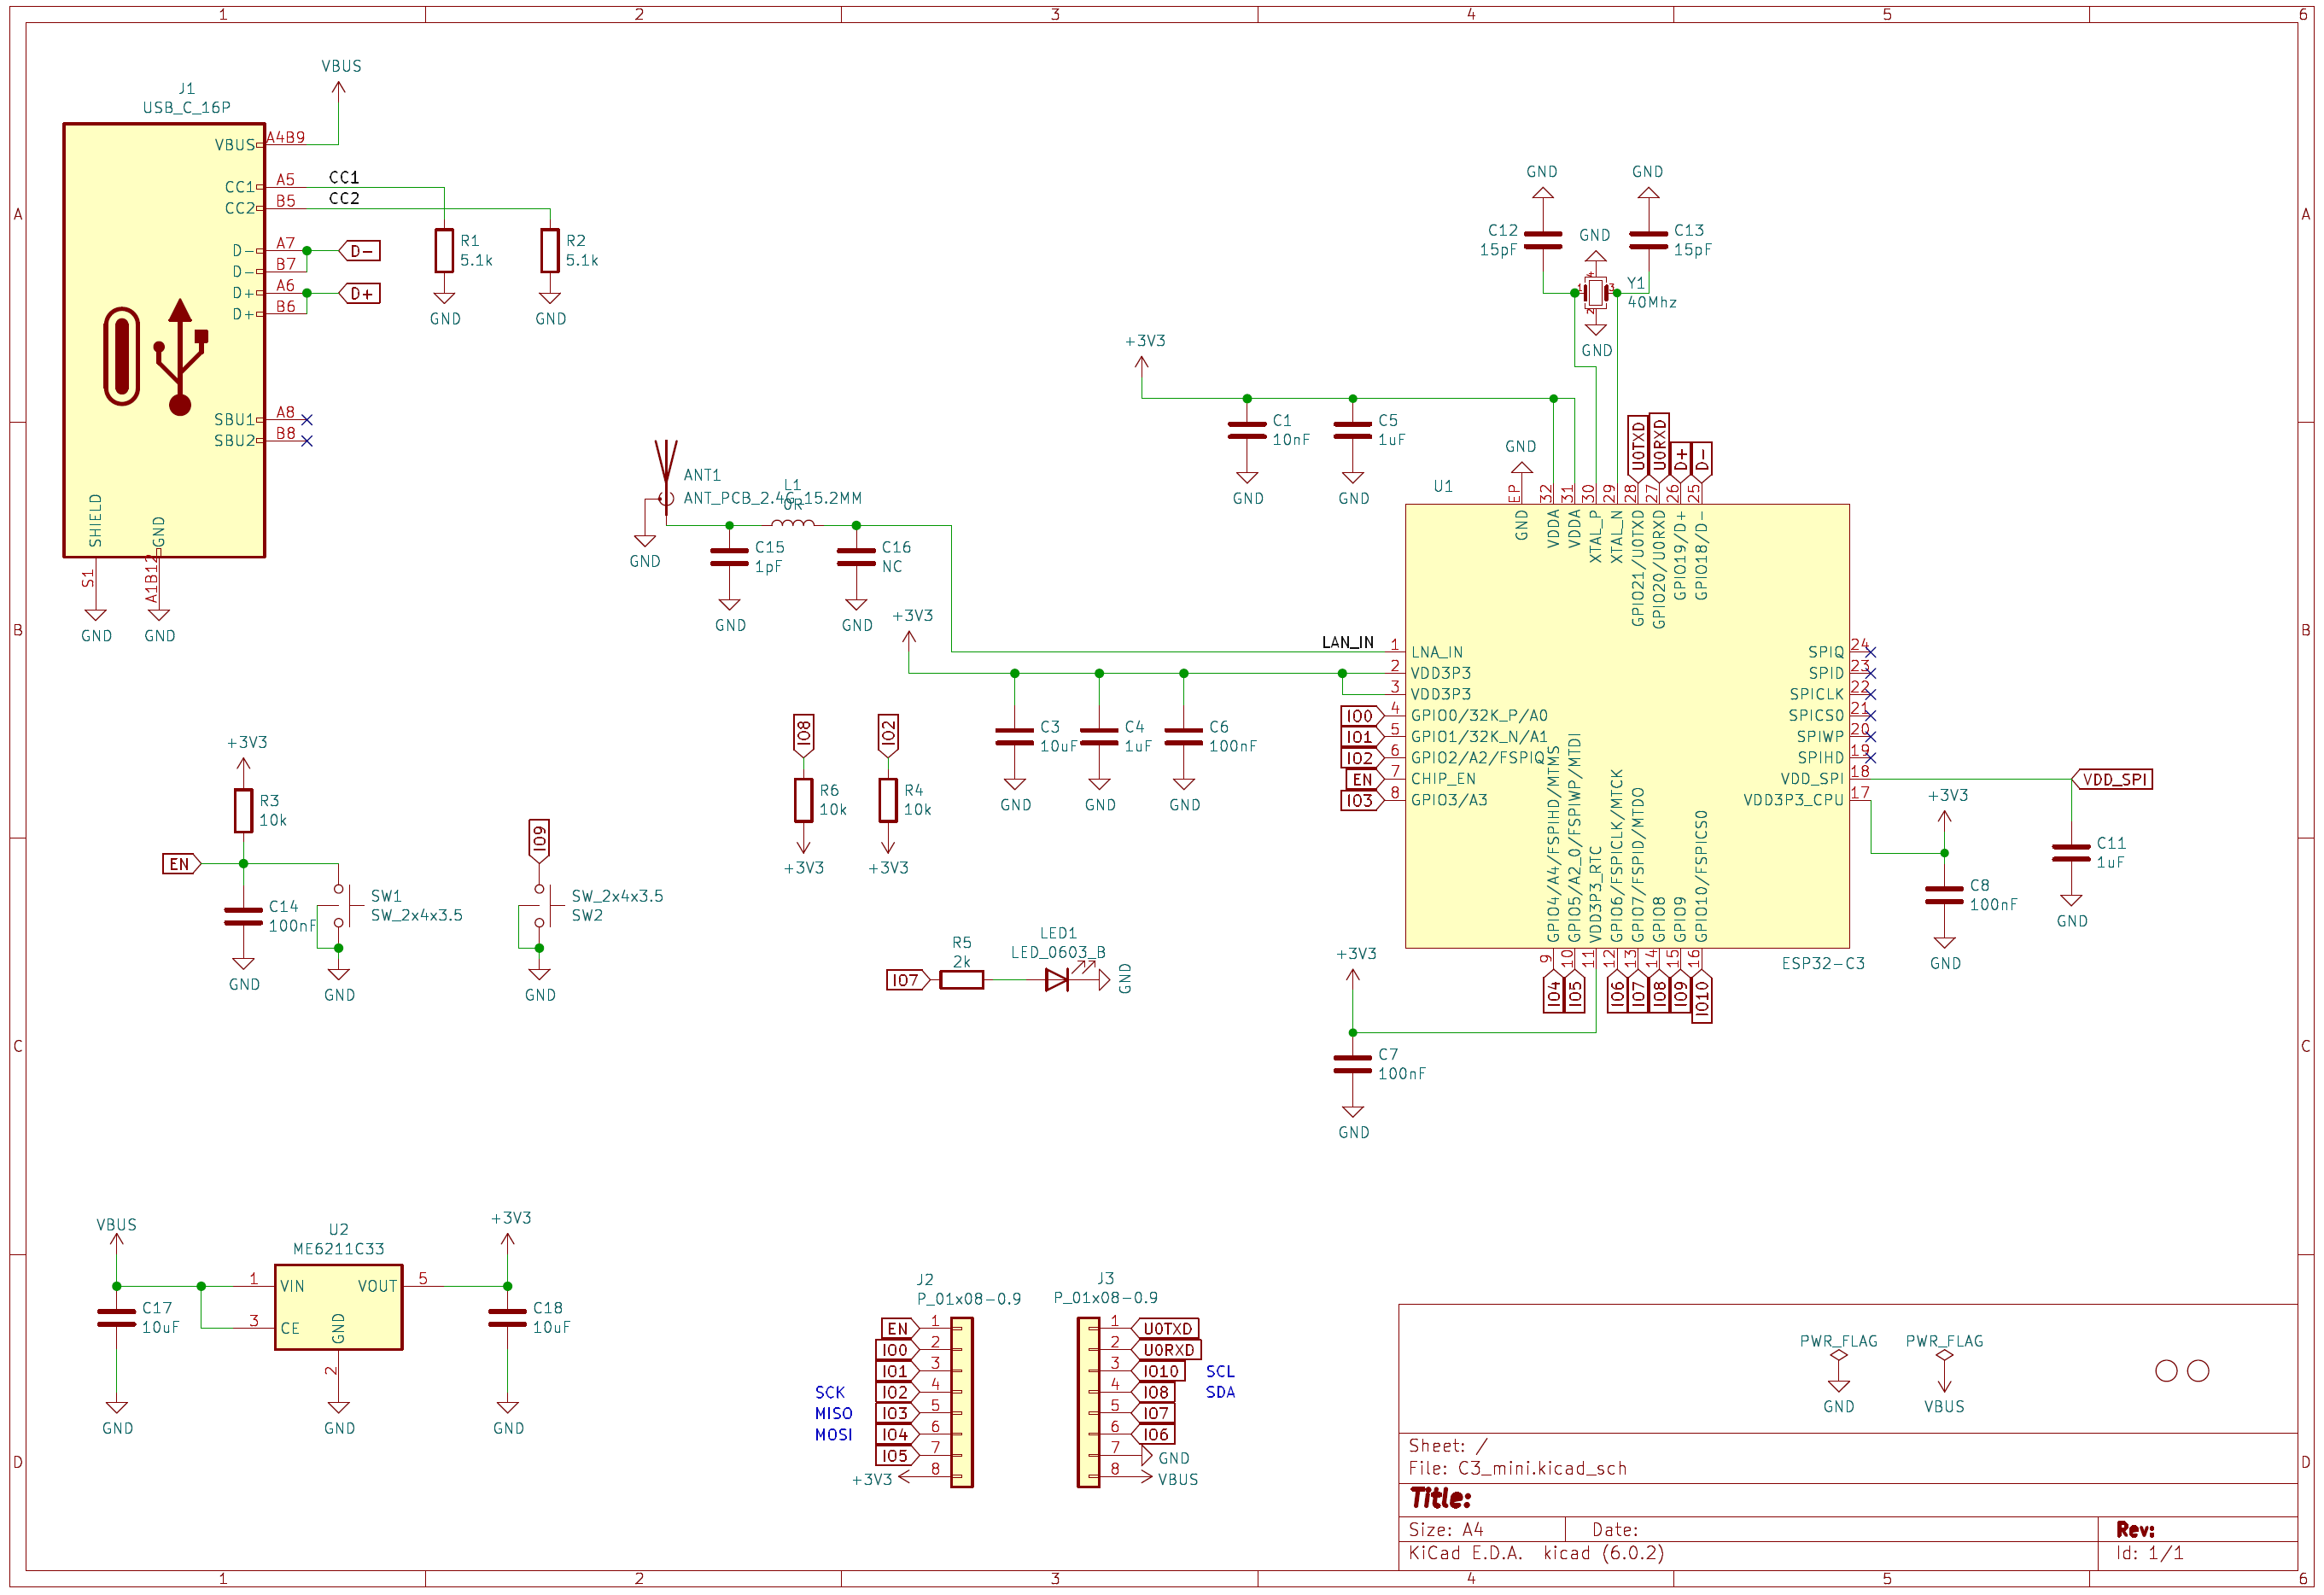 1 2 3 4 5 6
A
B
C
D
A
B
C
D
1 2 3 4 5 6
VBUS
J1
USB_C_16P
VBUS A4B9
CC1 A5 CC1
CC2 B5 CC2
D- A7 D-
D- B7
D+ A6 D+
D+ B6
SBU1 A8
SBU2 B8
SHIELD
GND
S1
A1B12
GND
GND
R1
5.1k
GND
R2
5.1k
GND
ANT1
ANT_PCB_2.4G_15.2MM
GND
L1
0R
C15
1pF
GND
C16
NC
GND
+3V3
C1
10nF
GND
C5
1uF
GND
GND
C12
15pF
GND
C13
15pF
GND
Y1
40Mhz
1
2
3
4
GND
U1
ESP32-C3
GND
EP GND
32 VDDA
31 VDDA
30 XTAL_P
29 XTAL_N
U0TXD 28 GPIO21/U0TXD
U0RXD 27 GPIO20/U0RXD
D+ 26 GPIO19/D+
D- 25 GPIO18/D-
LAN_IN 1 LNA_IN
2 VDD3P3
3 VDD3P3
IO0 4 GPIO0/32K_P/A0
IO1 5 GPIO1/32K_N/A1
IO2 6 GPIO2/A2/FSPIQ
EN 7 CHIP_EN
IO3 8 GPIO3/A3
GPIO4/A4/FSPIHD/MTMS 9 IO4
GPIO5/A2_0/FSPIWP/MTDI 10 IO5
VDD3P3_RTC 11
GPIO6/FSPICLK/MTCK 12 IO6
GPIO7/FSPID/MTDO 13 IO7
GPIO8 14 IO8
GPIO9 15 IO9
GPIO10/FSPICS0 16 IO10
SPIQ 24
SPID 23
SPICLK 22
SPICS0 21
SPIWP 20
SPIHD 19
VDD_SPI 18 VDD_SPI
VDD3P3_CPU 17
+3V3
C8
100nF
GND
C11
1uF
GND
+3V3
C3
10uF
GND
C4
1uF
GND
C6
100nF
GND
IO8
R6
10k
+3V3
IO2
R4
10k
+3V3
+3V3
R3
10k
EN
C14
100nF
GND
SW1
SW_2x4x3.5
GND
IO9
SW_2x4x3.5
SW2
GND
IO7
R5
2k
LED1
LED_0603_B
GND
+3V3
C7
100nF
GND
VBUS
C17
10uF
GND
U2
ME6211C33
1 VIN
3 CE
GND
2
VOUT 5
GND
+3V3
C18
10uF
GND
J2
P_01x08-0.9
EN 1
IO0 2
IO1 3
SCK IO2 4
MISO IO3 5
MOSI IO4 6
IO5 7
+3V3 8
J3
P_01x08-0.9
1 U0TXD
2 U0RXD
3 IO10 SCL
4 IO8 SDA
5 IO7
6 IO6
7 GND
8 VBUS
PWR_FLAG
GND
PWR_FLAG
VBUS
Sheet: /
File: C3_mini.kicad_sch
Title:
Size: A4 Date: Rev:
KiCad E.D.A. kicad (6.0.2) Id: 1/1